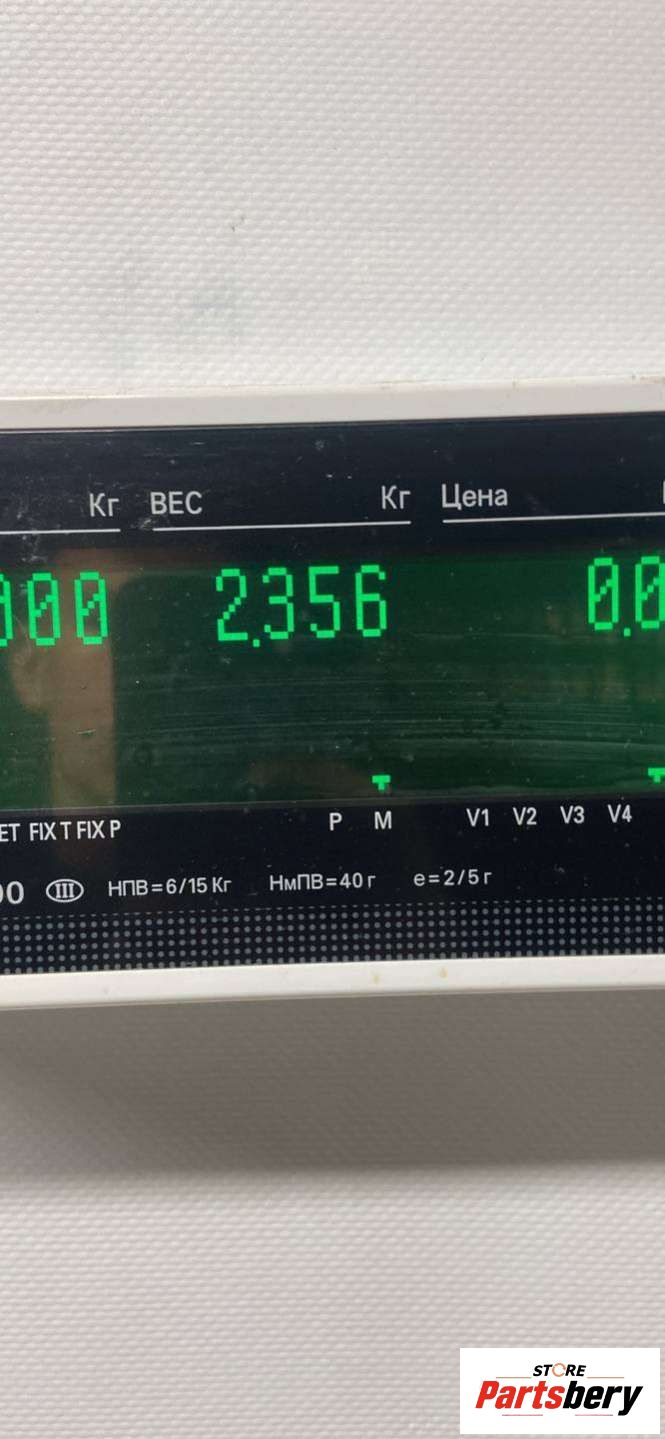 Кг ВЕС Кг Цена
000 2.356 0.0
ET FIX T FIX P P M V1 V2 V3 V4
00 III НПВ=6/15 Кг НмПВ=40 г e=2/5 г
STORE
Partsbery